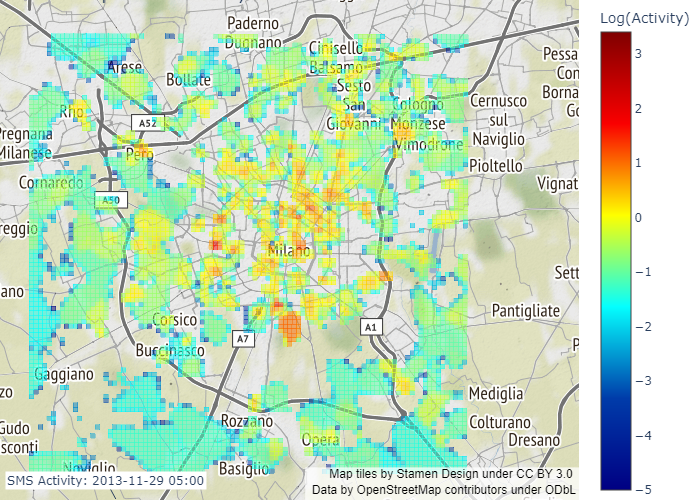 Log(Activity)
3
2
1
0
−1
−2
−3
−4
−5
Paderno
Dugnano
Cinisello
Balsamo
Arese
Bollate
Sesto
San
Giovanni
Cologno
Monzese
Vimodrone
Cernusco
sul
Naviglio
Pioltello
Pessa
Con
Borna
Go
Rho
A52
Pero
Pregnana
Milanese
Cornaredo
A50
reggio
Vignat
Milano
Sett
ano
Corsico
Buccinasco
A7
A1
Pantigliate
P
Gaggiano
zo
Gudo
sconti
Rozzano
Opera
Mediglia
Colturano
Dresano
Noviglio
Basiglio
SMS Activity: 2013-11-29 05:00
Map tiles by Stamen Design under CC BY 3.0
Data by OpenStreetMap contributors under ODbL